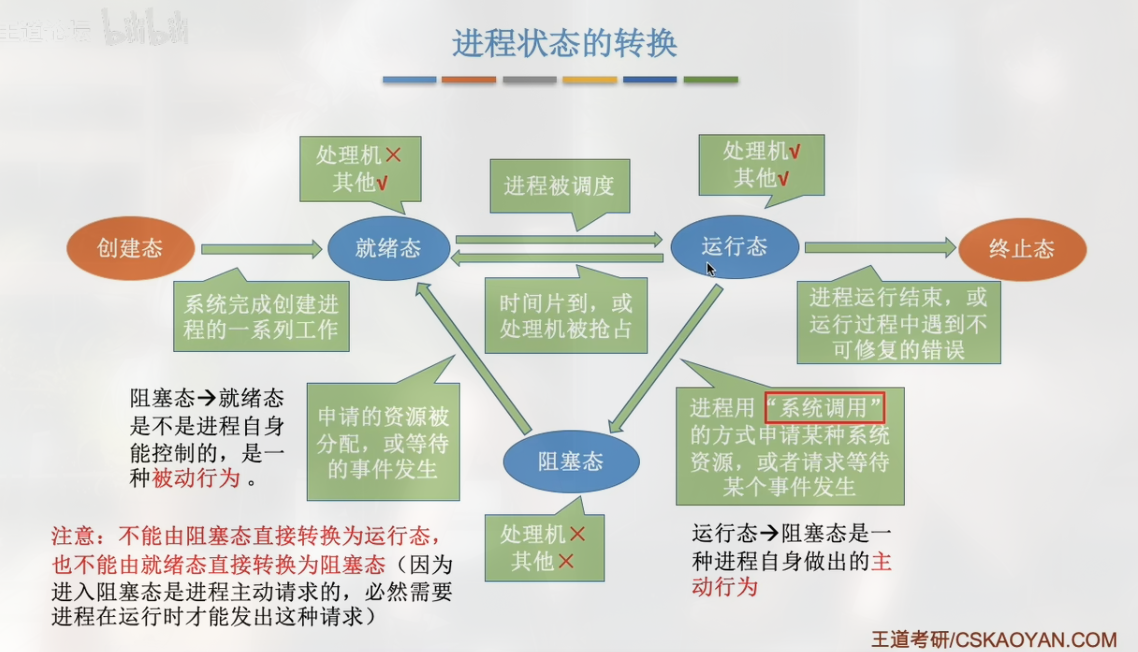 王道论坛 bilibili
进程状态的转换
处理机×
其他√
进程被调度
处理机√
其他√
创建态
就绪态
运行态
终止态
系统完成创建进
程的一系列工作
时间片到，或
处理机被抢占
进程运行结束，或
运行过程中遇到不
可修复的错误
阻塞态→就绪态
是不是进程自身
能控制的，是一
种被动行为 。
申请的资源被
分配，或等待
的事件发生
进程用“系统调用”
的方式申请某种系统
资源，或者请求等待
某个事件发生
阻塞态
处理机×
其他×
注意：不能由阻塞态直接转换为运行态，
也不能由就绪态直接转换为阻塞态（因为
进入阻塞态是进程主动请求的，必然需要
进程在运行时才能发出这种请求）
运行态→阻塞态是一
种进程自身做出的主
动行为
王道考研/CSKAOYAN.COM